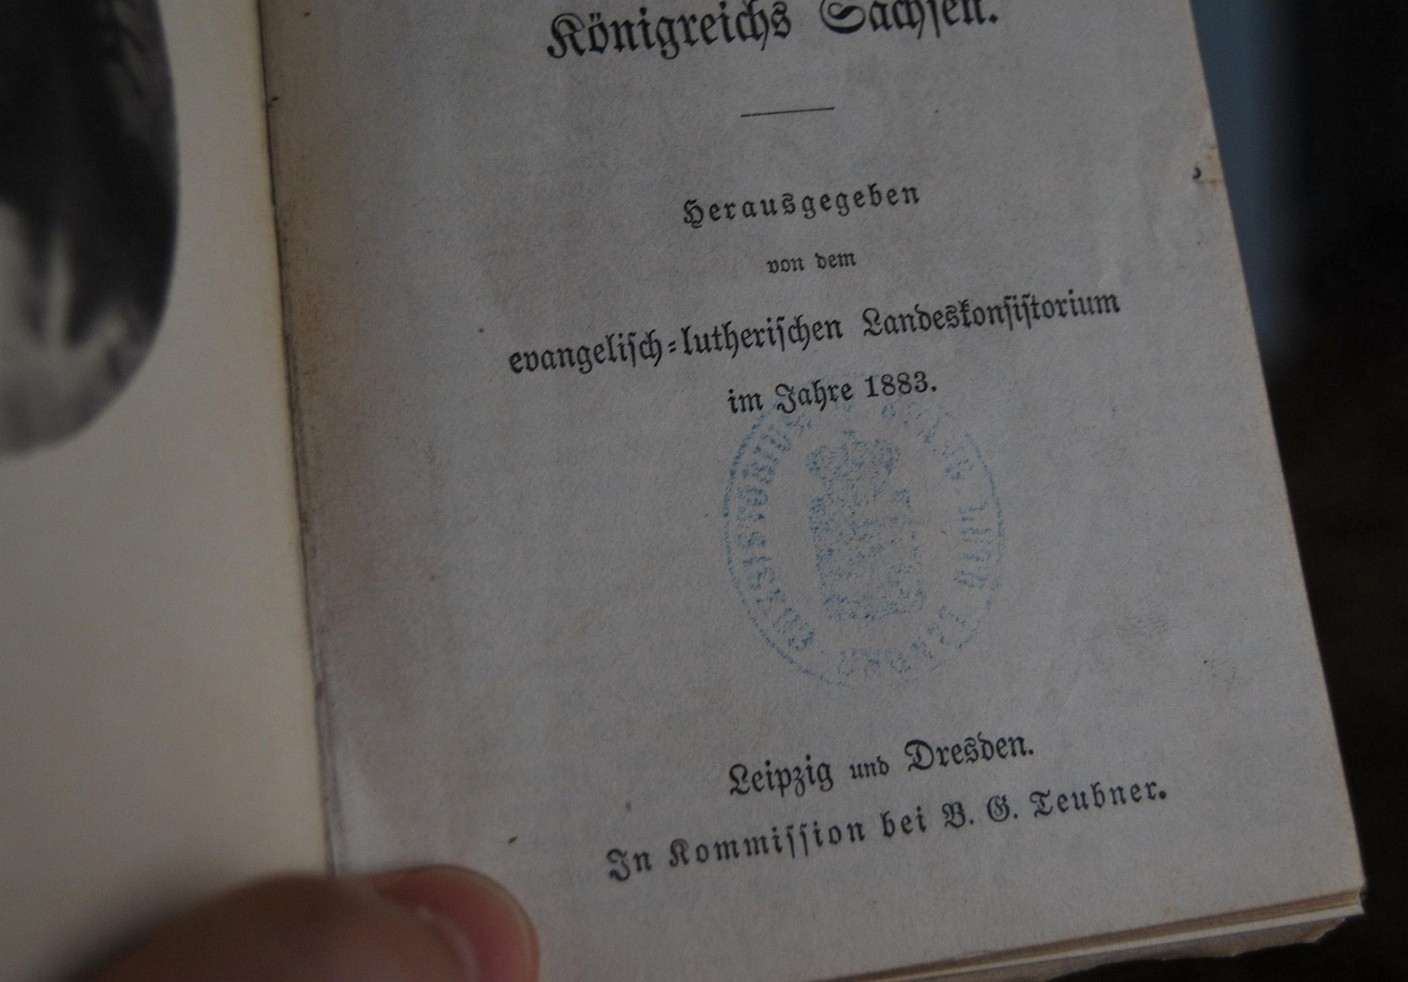 Königreichs Sachsen.
Herausgegeben
von dem
evangelisch-lutherischen Landeskonsistorium
im Jahre 1883.
Leipzig und Dresden.
In Kommission bei B. G. Teubner.